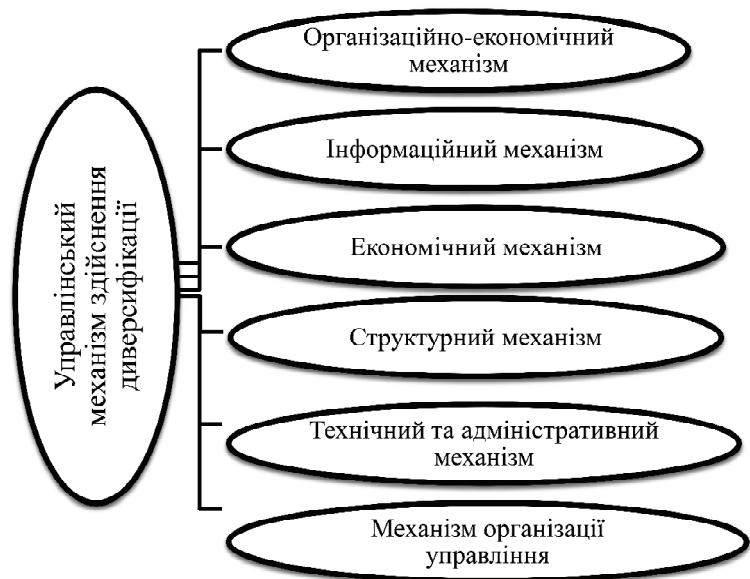 Управлінський
механізм здійснення
диверсифікації
Організаційно-економічний
механізм
Інформаційний механізм
Економічний механізм
Структурний механізм
Технічний та адміністративний
механізм
Механізм організації
управління